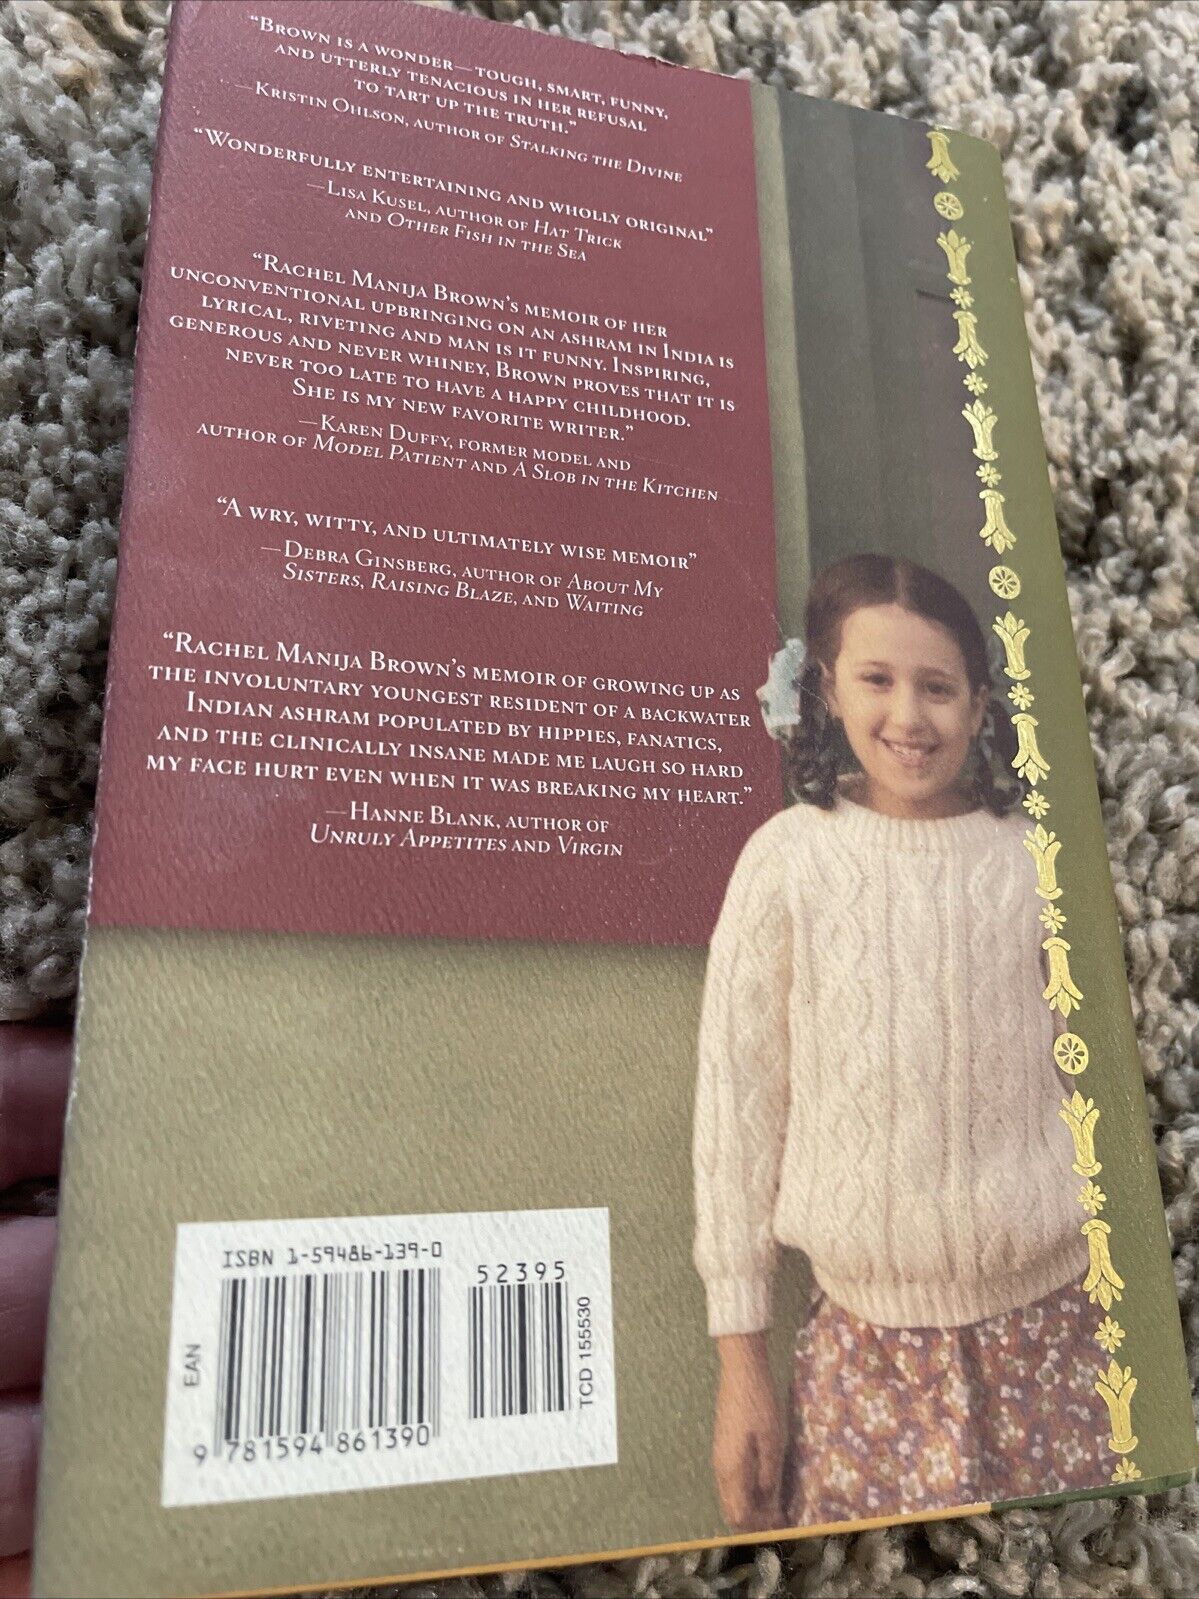 “Brown is a wonder—tough, smart, funny,
and utterly tenacious in her refusal
to tart up the truth.”
—Kristin Ohlson, author of Stalking the Divine
“Wonderfully entertaining and wholly original”
—Lisa Kusel, author of Hat Trick
and Other Fish in the Sea
“Rachel Manija Brown’s memoir of her
unconventional upbringing on an ashram in India is
lyrical, riveting and man is it funny. Inspiring,
generous and never whiney, Brown proves that it is
never too late to have a happy childhood.
She is my new favorite writer.”
—Karen Duffy, former model and
author of Model Patient and A Slob in the Kitchen
“A wry, witty, and ultimately wise memoir”
—Debra Ginsberg, author of About My
Sisters, Raising Blaze, and Waiting
“Rachel Manija Brown’s memoir of growing up as
the involuntary youngest resident of a backwater
Indian ashram populated by hippies, fanatics,
and the clinically insane made me laugh so hard
my face hurt even when it was breaking my heart.”
—Hanne Blank, author of
Unruly Appetites and Virgin
ISBN 1-59486-139-0
52395
EAN
TCD 155530
9 781594 861390